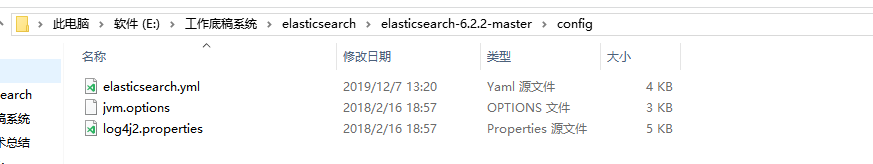 此电脑 › 软件 (E:) › 工作底稿系统 › elasticsearch › elasticsearch-6.2.2-master › config
名称 修改日期 类型 大小
elasticsearch.yml 2019/12/7 13:20 Yaml 源文件 4 KB
earch jvm.options 2018/2/16 18:57 OPTIONS 文件 3 KB
稿系统 log4j2.properties 2018/2/16 18:57 Properties 源文件 5 KB
术总结